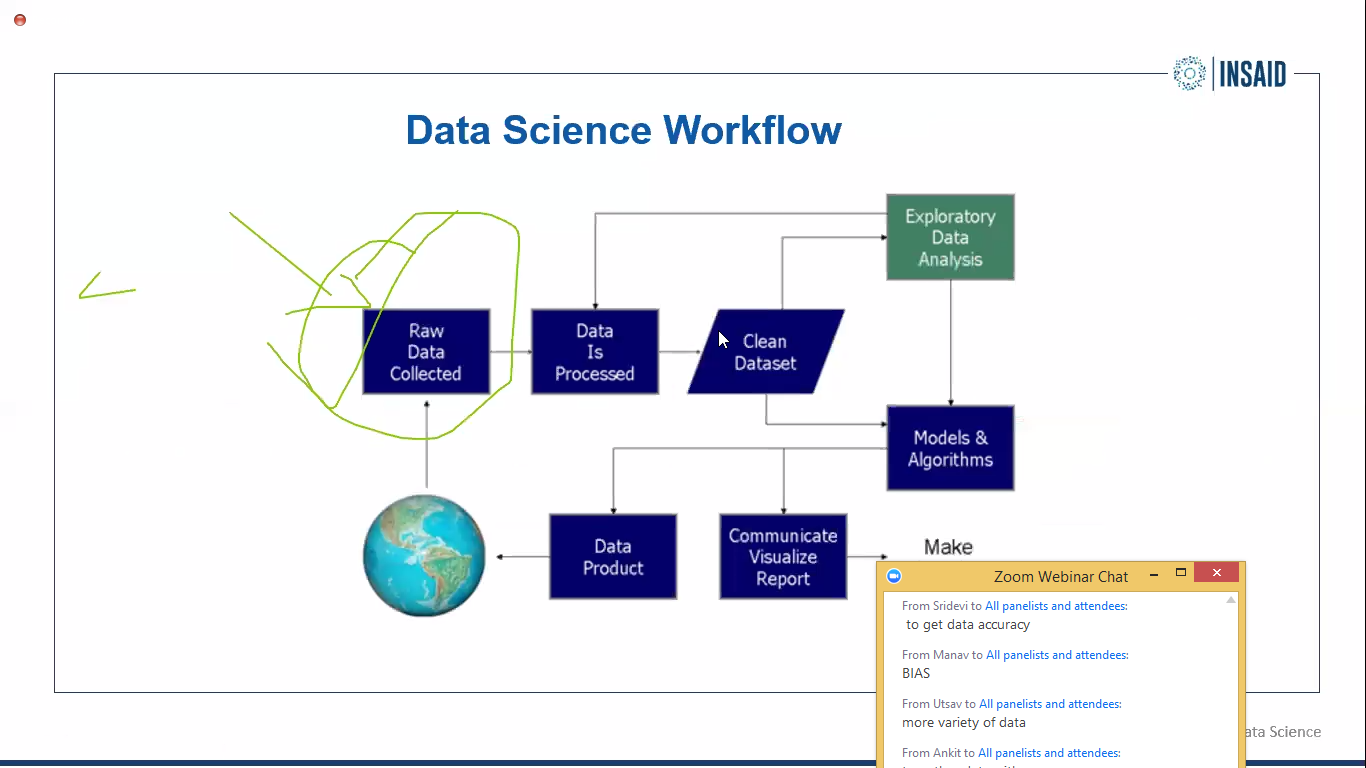 INSAID
Data Science Workflow
Exploratory
Data
Analysis
Raw
Data
Collected
Data
Is
Processed
Clean
Dataset
Models &
Algorithms
Data
Product
Communicate
Visualize
Report
Make
Zoom Webinar Chat
From Sridevi to All panelists and attendees:
to get data accuracy
From Manav to All panelists and attendees:
BIAS
From Utsav to All panelists and attendees:
more variety of data
From Ankit to All panelists and attendees:
ata Science